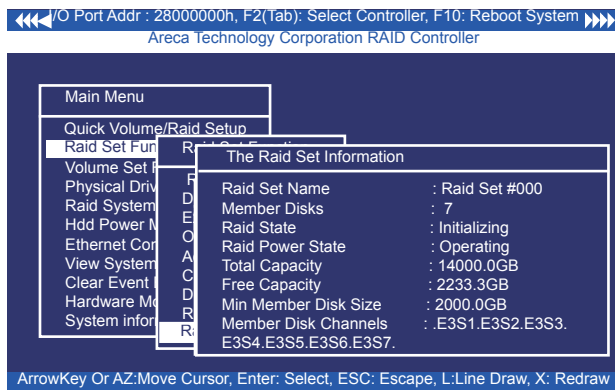 I/O Port Addr : 28000000h, F2(Tab): Select Controller, F10: Reboot System
Areca Technology Corporation RAID Controller
Main Menu
Quick Volume/Raid Setup
Raid Set Fun
Volume Set
Physical Driv
Raid System
Hdd Power M
Ethernet Con
View System
Clear Event
Hardware Mo
System infor
The Raid Set Information
Raid Set Name : Raid Set #000
Member Disks : 7
Raid State : Initializing
Raid Power State : Operating
Total Capacity : 14000.0GB
Free Capacity : 2233.3GB
Min Member Disk Size : 2000.0GB
Member Disk Channels : .E3S1.E3S2.E3S3.
E3S4.E3S5.E3S6.E3S7.
ArrowKey Or AZ:Move Cursor, Enter: Select, ESC: Escape, L:Line Draw, X: Redraw